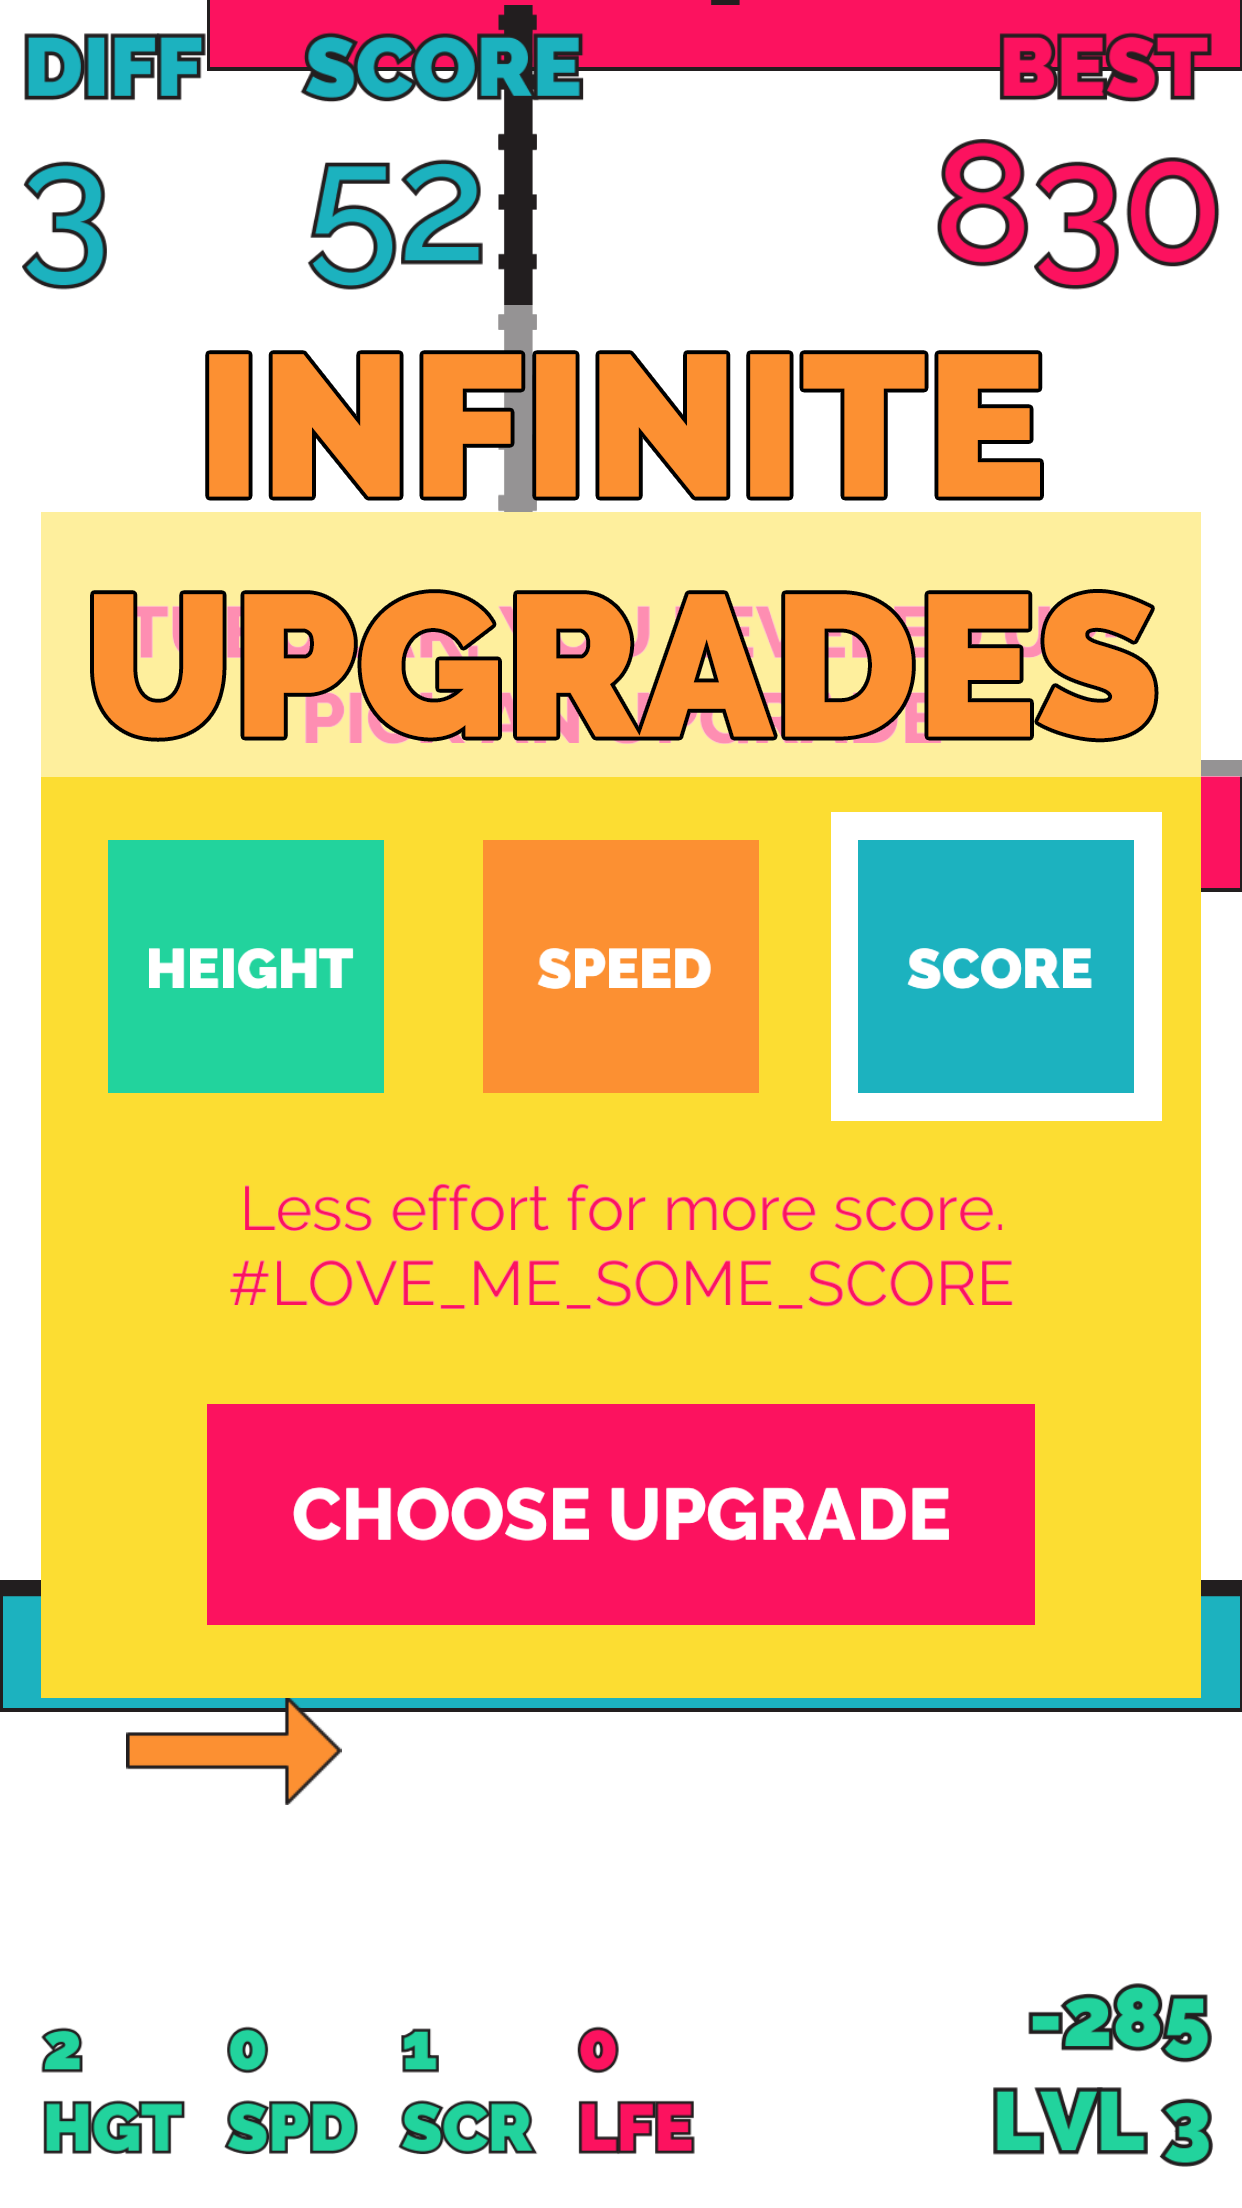 DIFF SCORE BEST
3 52 830
INFINITE
UPGRADES
HEIGHT SPEED SCORE
Less effort for more score.
#LOVE_ME_SOME_SCORE
CHOOSE UPGRADE
-285
2 0 1 0
HGT SPD SCR LFE LVL 3